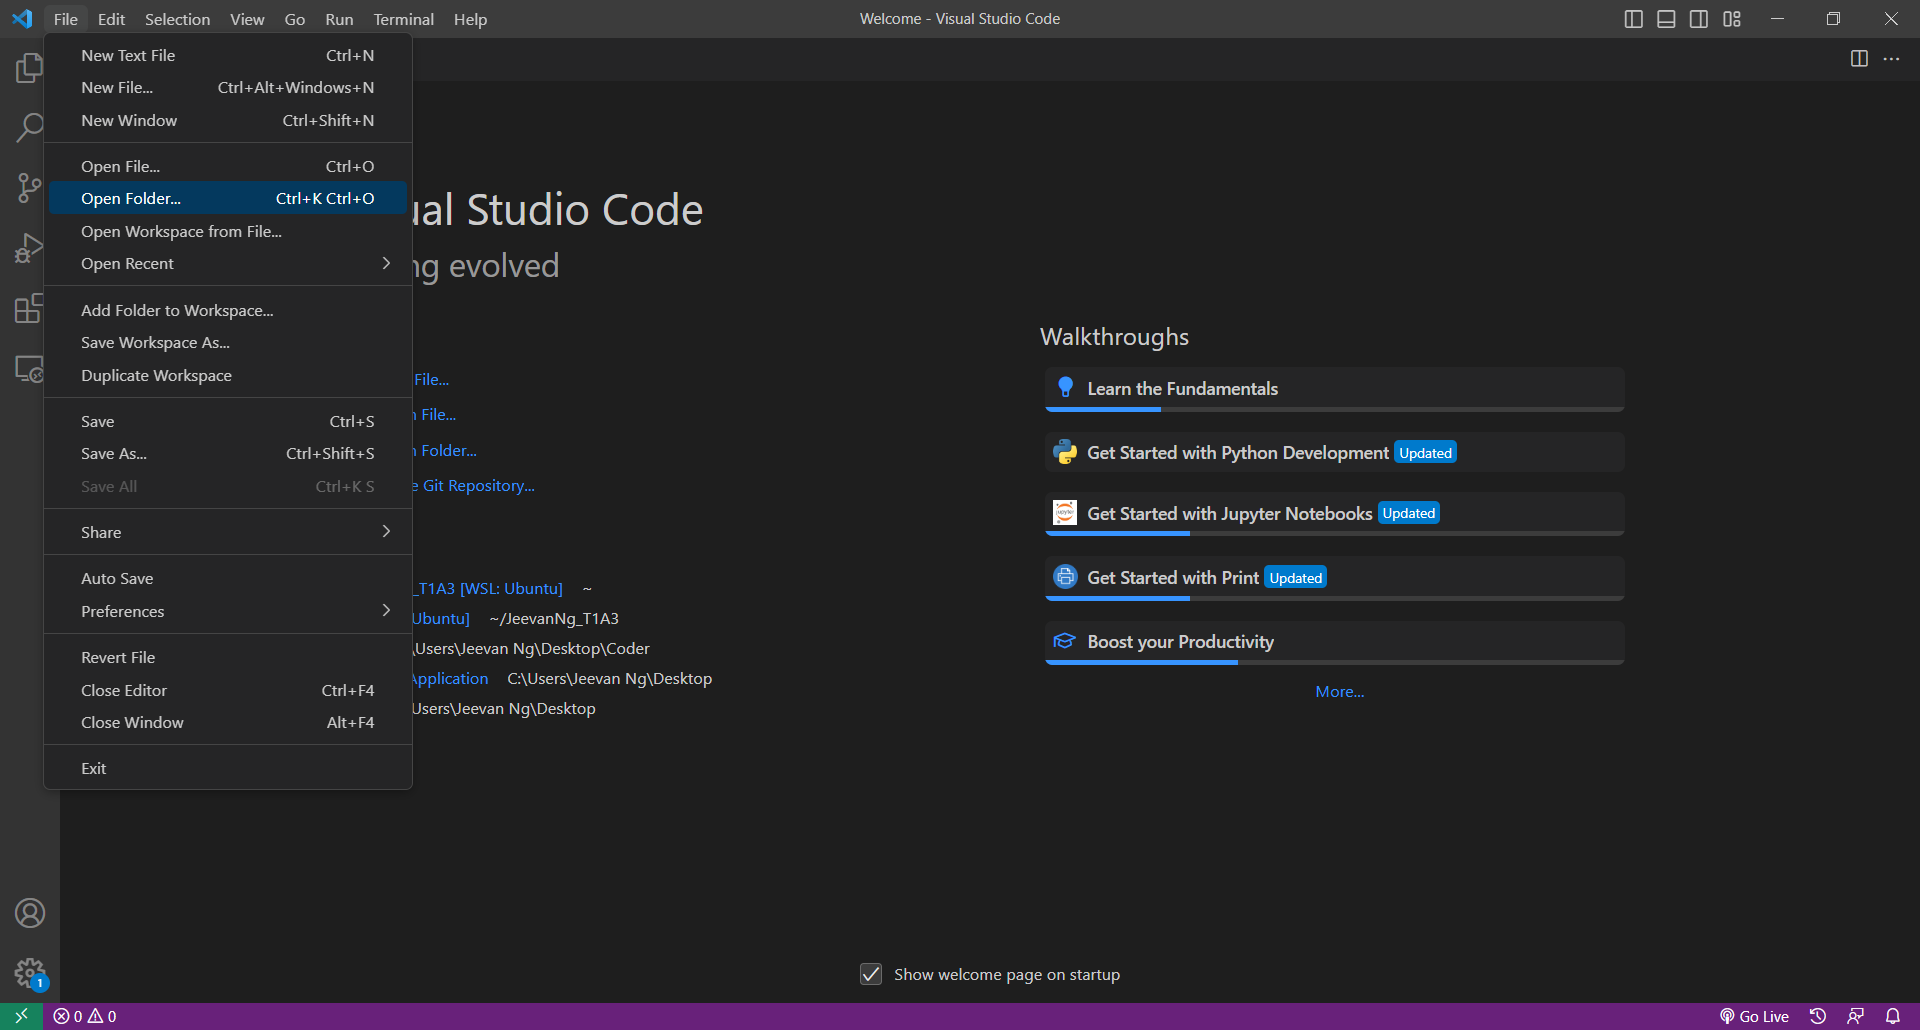 File Edit Selection View Go Run Terminal Help Welcome - Visual Studio Code
New Text File Ctrl+N
New File... Ctrl+Alt+Windows+N
New Window Ctrl+Shift+N
Open File... Ctrl+O
Open Folder... Ctrl+K Ctrl+O
Open Workspace from File...
Open Recent
Add Folder to Workspace...
Save Workspace As...
Duplicate Workspace
Save Ctrl+S
Save As... Ctrl+Shift+S
Save All Ctrl+K S
Share
Auto Save
Preferences
Revert File
Close Editor Ctrl+F4
Close Window Alt+F4
Exit
ual Studio Code
ng evolved
File...
n File...
n Folder...
e Git Repository...
_T1A3 [WSL: Ubuntu] ~
Ubuntu] ~/JeevanNg_T1A3
\Users\Jeevan Ng\Desktop\Coder
Application C:\Users\Jeevan Ng\Desktop
Users\Jeevan Ng\Desktop
Walkthroughs
Learn the Fundamentals
Get Started with Python Development Updated
jupyter
Get Started with Jupyter Notebooks Updated
Get Started with Print Updated
Boost your Productivity
More...
Show welcome page on startup
1
0 0 Go Live